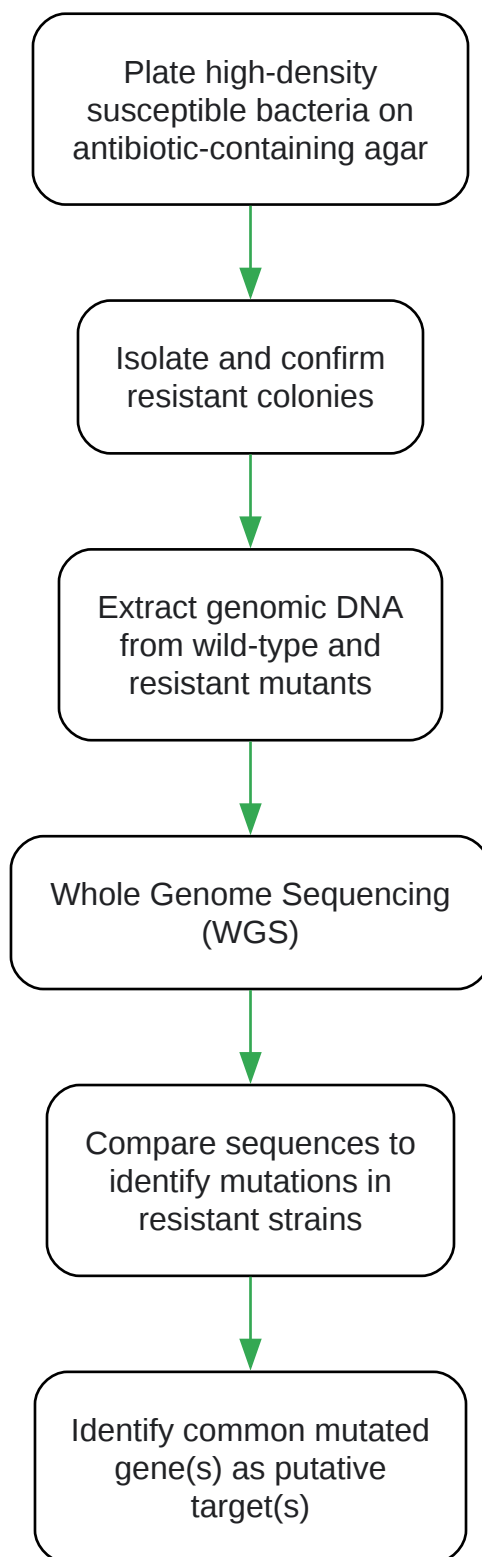 Plate high-density
susceptible bacteria on
antibiotic-containing agar
Isolate and confirm
resistant colonies
Extract genomic DNA
from wild-type and
resistant mutants
Whole Genome Sequencing
(WGS)
Compare sequences to
identify mutations in
resistant strains
Identify common mutated
gene(s) as putative
target(s)